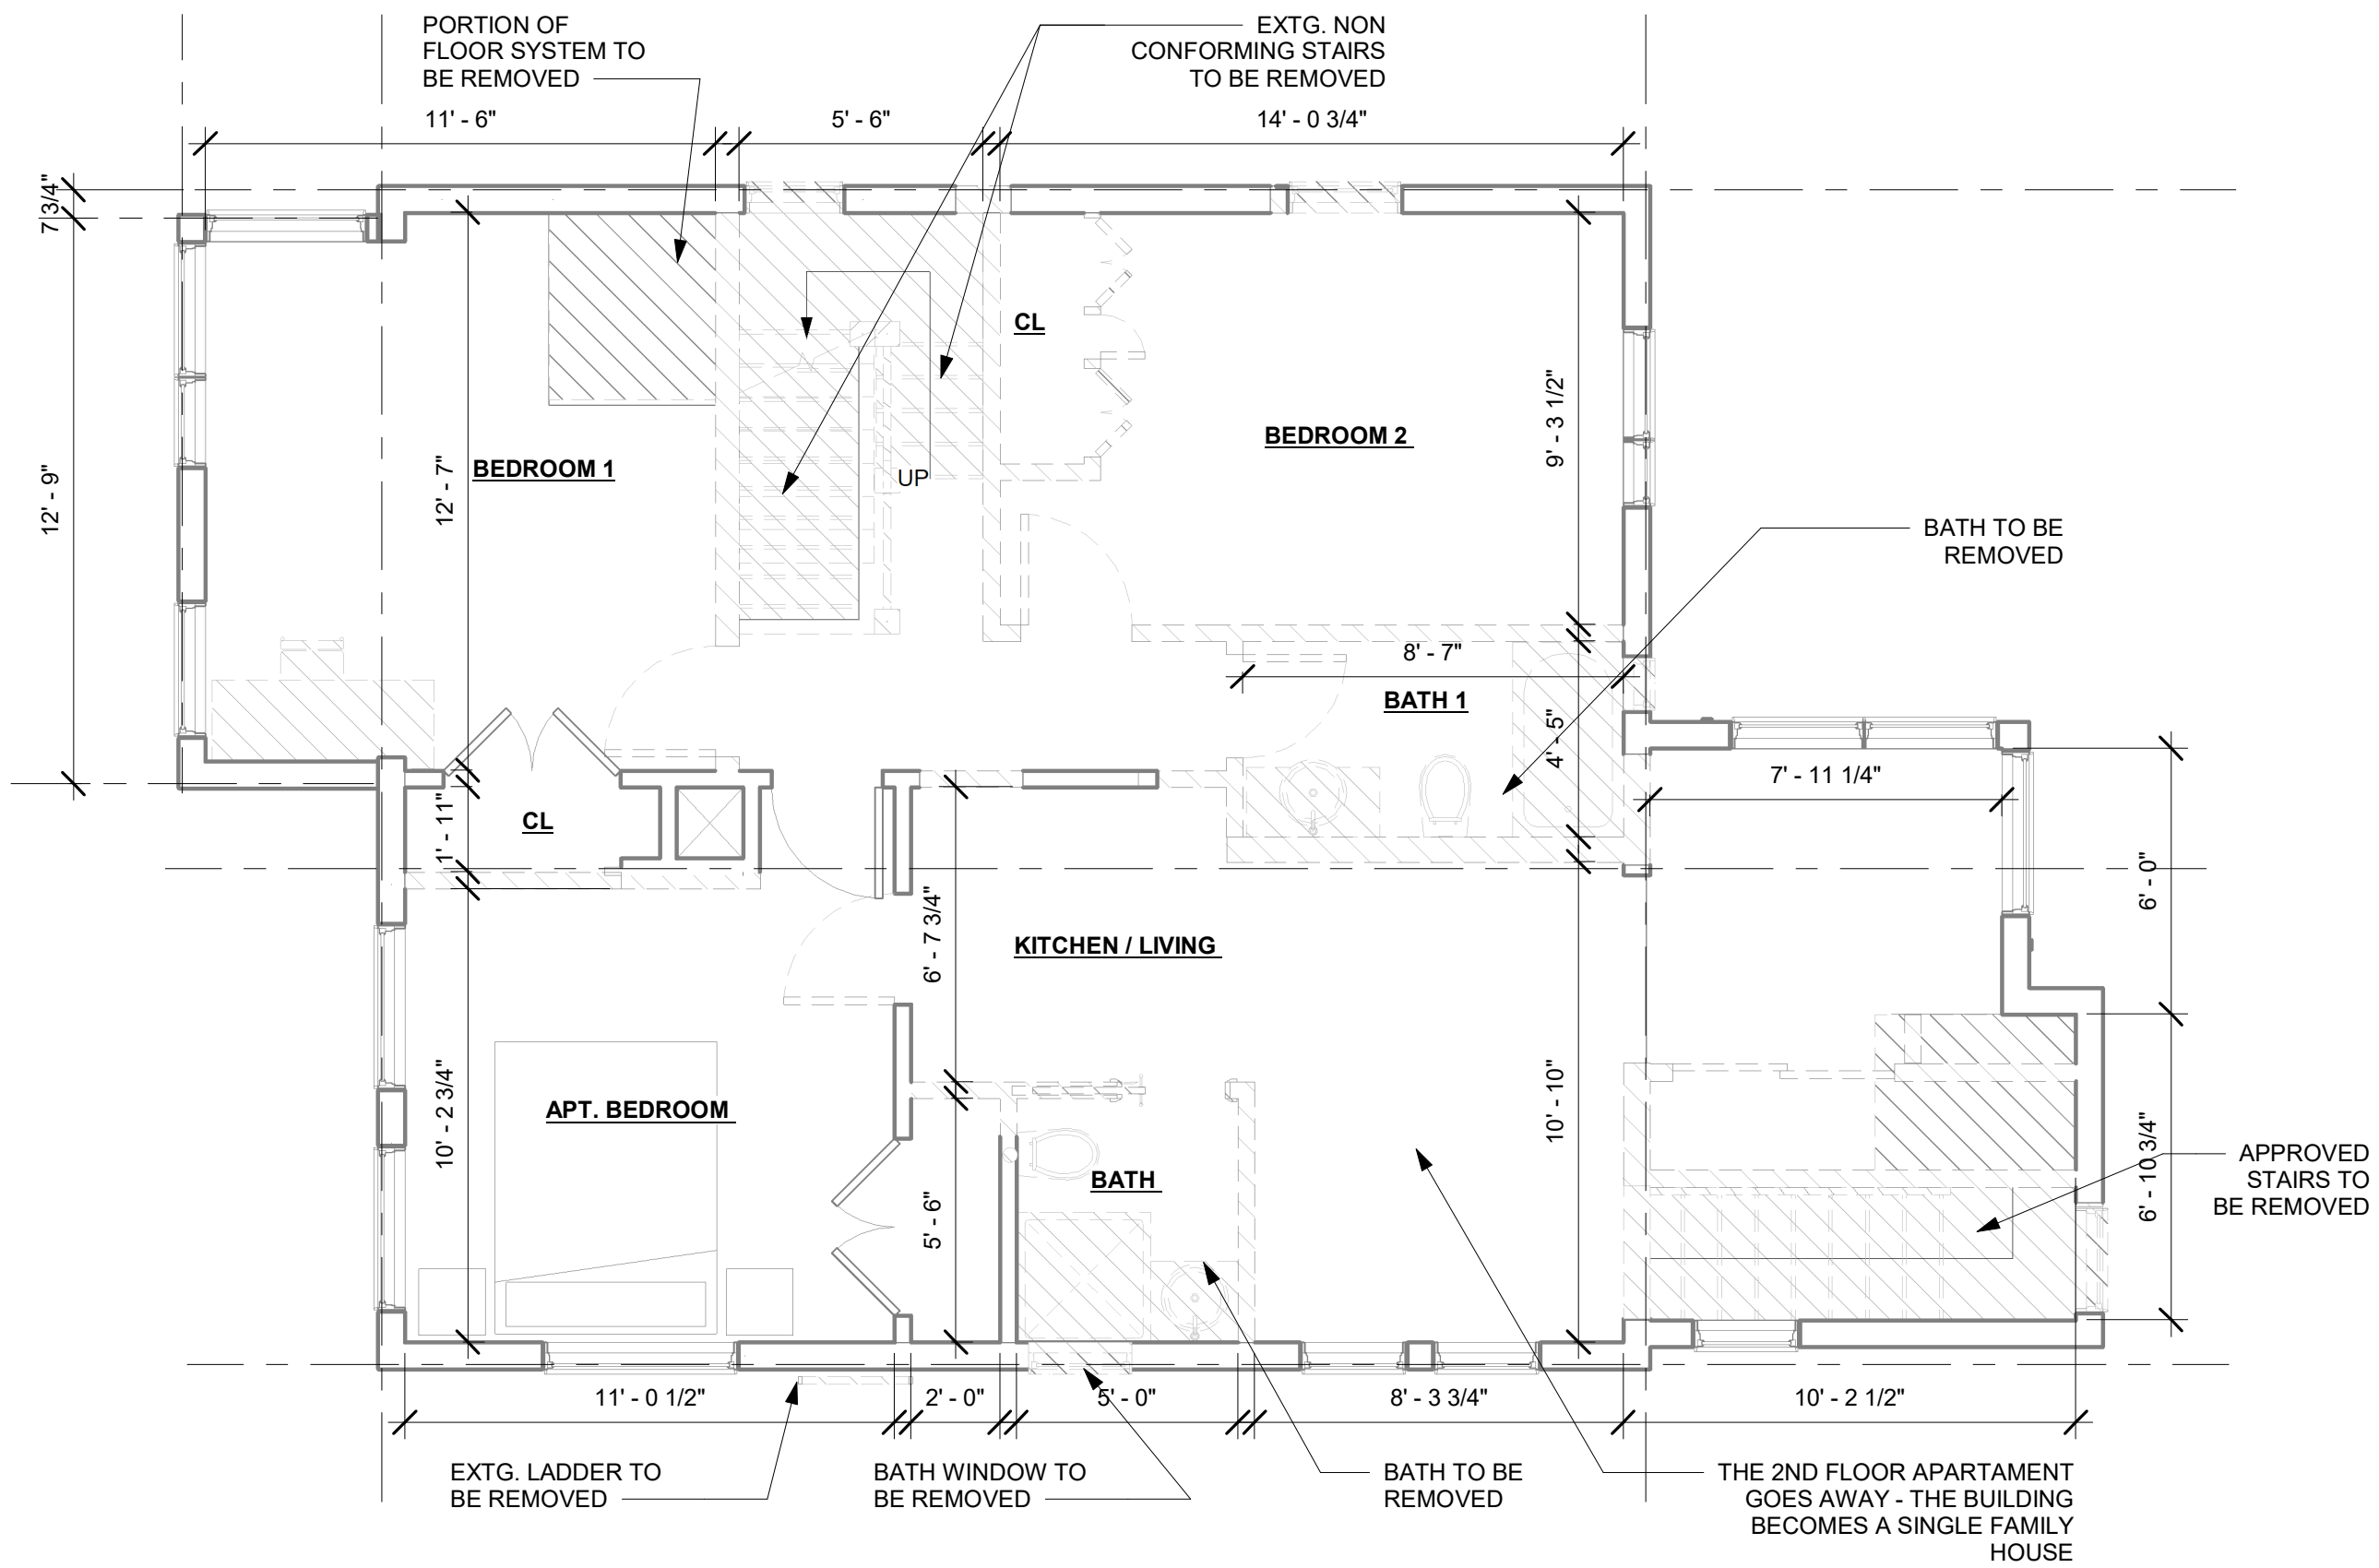 PORTION OF
FLOOR SYSTEM TO
BE REMOVED
EXTG. NON
CONFORMING STAIRS
TO BE REMOVED
11' - 6"
5' - 6"
14' - 0 3/4"
7 3/4"
CL
12' - 9"
12' - 7"
BEDROOM 1
UP
BEDROOM 2
9' - 3 1/2"
BATH TO BE
REMOVED
8' - 7"
BATH 1
4' - 5"
7' - 11 1/4"
CL
1' - 11"
6' - 7 3/4"
KITCHEN / LIVING
6' - 0"
10' - 2 3/4"
APT. BEDROOM
10' - 10"
6' - 10 3/4"
APPROVED
STAIRS TO
BE REMOVED
BATH
5' - 6"
11' - 0 1/2"
2' - 0"
5' - 0"
8' - 3 3/4"
10' - 2 1/2"
EXTG. LADDER TO
BE REMOVED
BATH WINDOW TO
BE REMOVED
BATH TO BE
REMOVED
THE 2ND FLOOR APARTAMENT
GOES AWAY - THE BUILDING
BECOMES A SINGLE FAMILY
HOUSE